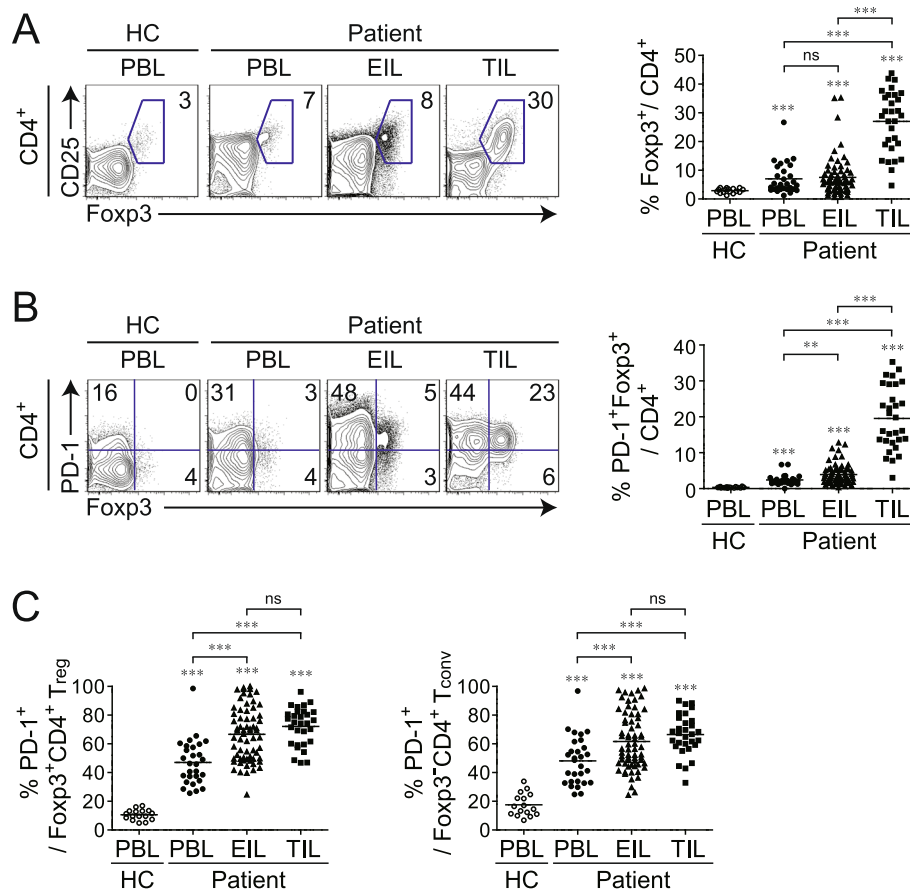 A
HC
Patient
PBL
PBL
EIL
TIL
3
7
8
30
CD4+
CD25
Foxp3
***
***
ns
***
***
***
% Foxp3+/ CD4+
50
40
30
20
10
0
PBL
PBL
EIL
TIL
HC
Patient
B
HC
Patient
PBL
PBL
EIL
TIL
16
0
4
31
3
4
48
5
3
44
23
6
CD4+
PD-1
Foxp3
***
***
**
***
***
***
% PD-1+Foxp3+
/ CD4+
40
30
20
10
0
PBL
PBL
EIL
TIL
HC
Patient
C
ns
***
***
***
***
***
% PD-1+
/ Foxp3+CD4+ Treg
100
80
60
40
20
0
PBL
PBL
EIL
TIL
HC
Patient
ns
***
***
***
***
***
% PD-1+
/ Foxp3-CD4+ Tconv
100
80
60
40
20
0
PBL
PBL
EIL
TIL
HC
Patient